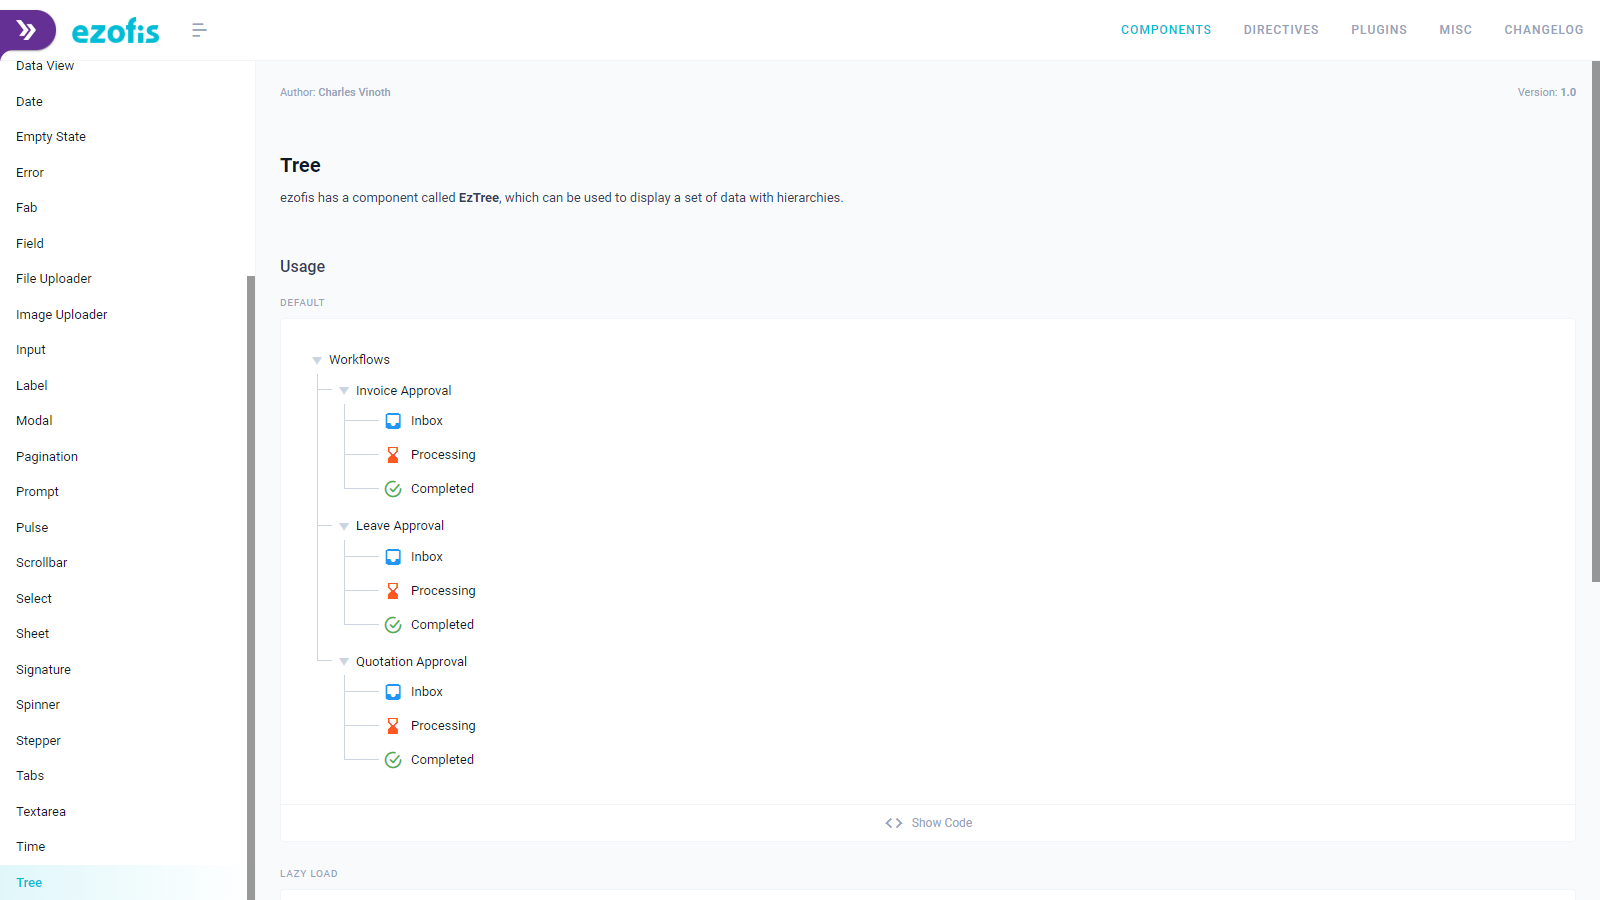 ezofis
COMPONENTS DIRECTIVES PLUGINS MISC CHANGELOG
Data View
Date
Empty State
Error
Fab
Field
File Uploader
Image Uploader
Input
Label
Modal
Pagination
Prompt
Pulse
Scrollbar
Select
Sheet
Signature
Spinner
Stepper
Tabs
Textarea
Time
Tree
Author: Charles Vinoth
Version: 1.0
Tree
ezofis has a component called EzTree, which can be used to display a set of data with hierarchies.
Usage
DEFAULT
Workflows
Invoice Approval
Inbox
Processing
Completed
Leave Approval
Inbox
Processing
Completed
Quotation Approval
Inbox
Processing
Completed
Show Code
LAZY LOAD